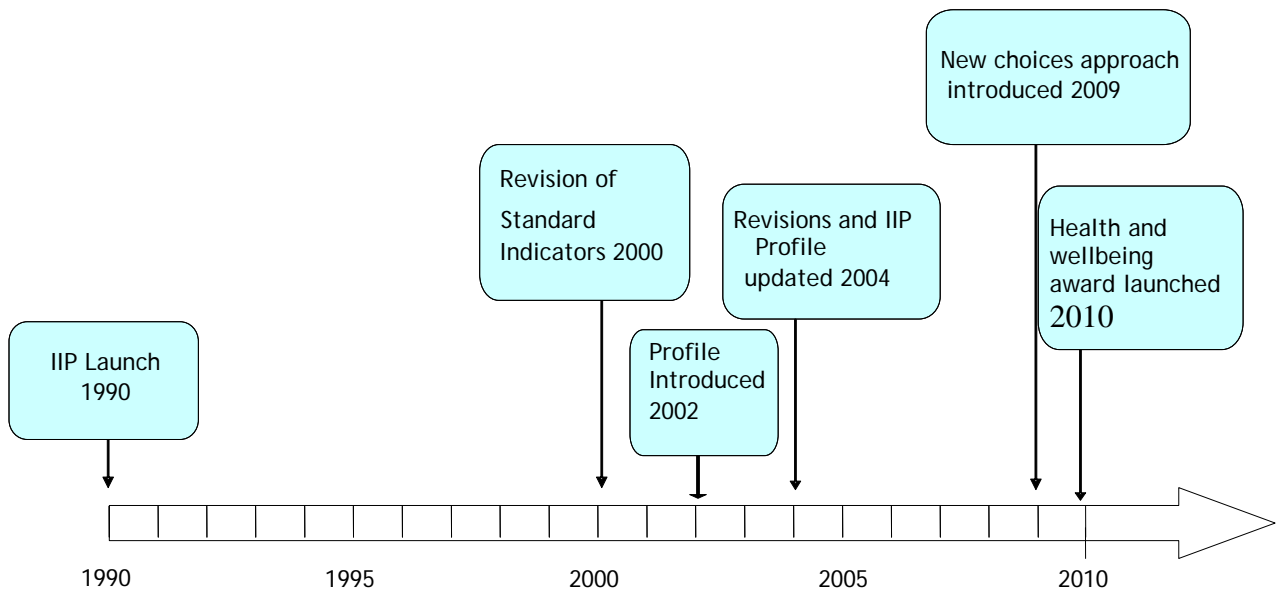 New choices approach
introduced 2009
Revision of
Standard
Indicators 2000
Revisions and IIP
Profile
updated 2004
Health and
wellbeing
award launched
2010
IIP Launch
1990
Profile
Introduced
2002
1990
1995
2000
2005
2010